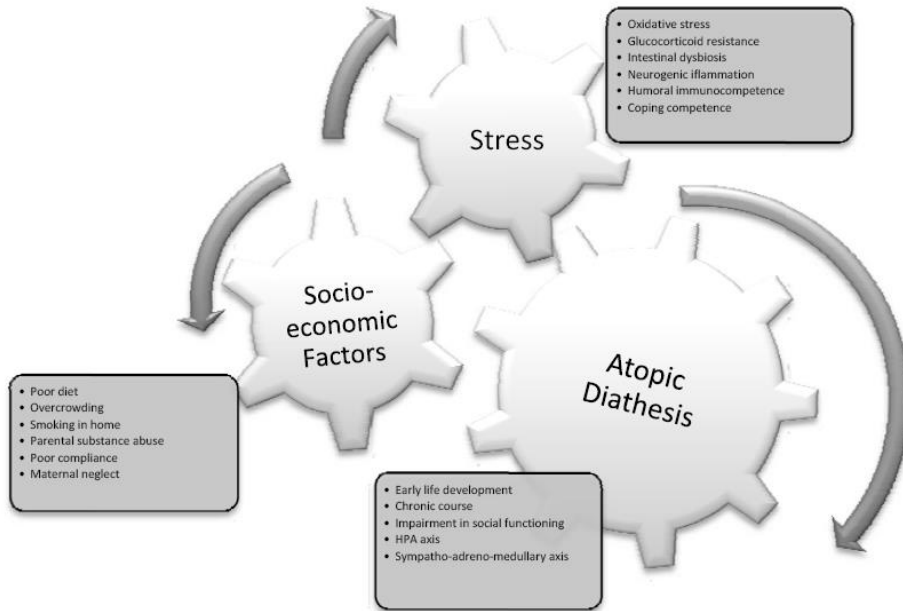 • Oxidative stress
• Glucocorticoid resistance
• Intestinal dysbiosis
• Neurogenic iflammation
• Humoral immunocompetence
• Coping competence
Stress
Socio-
economic
Factors
Atopic
Diathesis
• Poor diet
• Overcrowding
• Smoking in home
• Parental substance abuse
• Poor compliance
• Maternal neglect
• Early life development
• Chronic course
• Impairment in social functioning
• HPA axis
• Sympatho-adreno-medullary axis